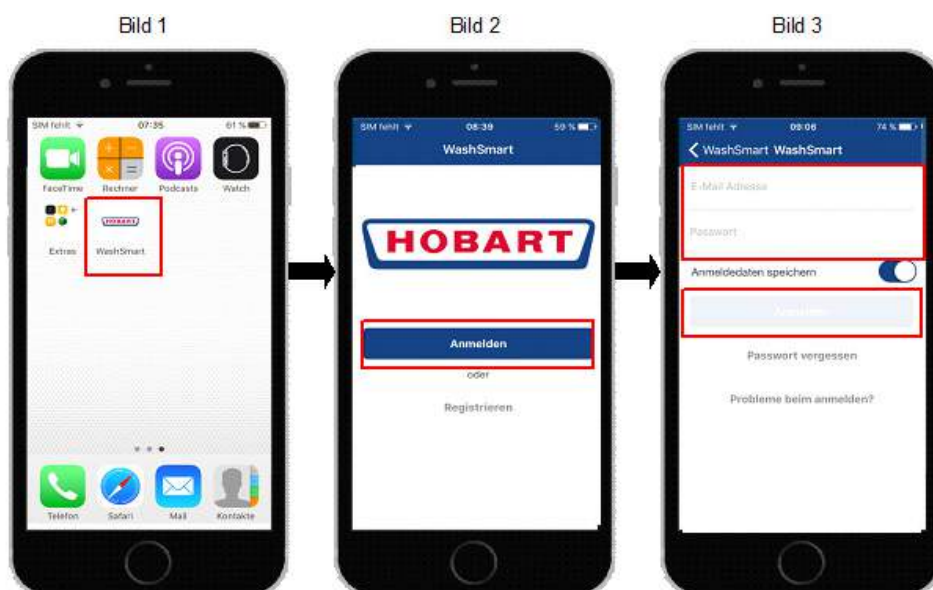 Bild 1
SIM fehlt 07:35 61 %
FaceTime Rechner Podcasts Watch
HOBART
Extras WashSmart
Telefon Safari Mail Kontakte
Bild 2
SIM fehlt 08:39 59 %
WashSmart
HOBART
Anmelden
oder
Registrieren
Bild 3
SIM fehlt 09:06 74 %
WashSmart WashSmart
E-Mail Adresse
Passwort
Anmeldedaten speichern
Anmelden
Passwort vergessen
Probleme beim anmelden?